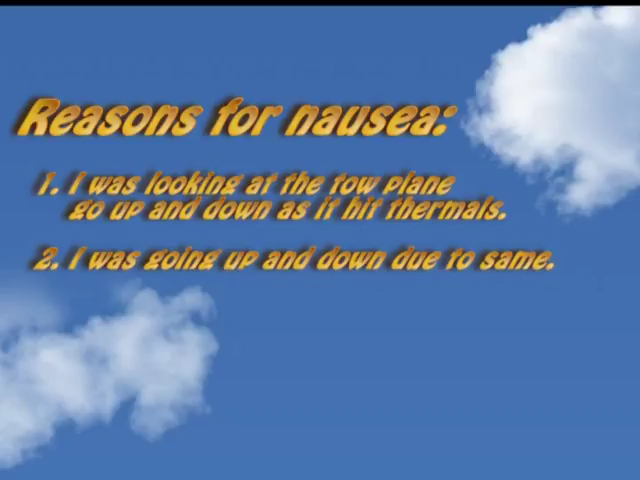 Reasons for nausea:
1. I was looking at the tow plane
go up and down as it hit thermals.
2. I was going up and down due to same.